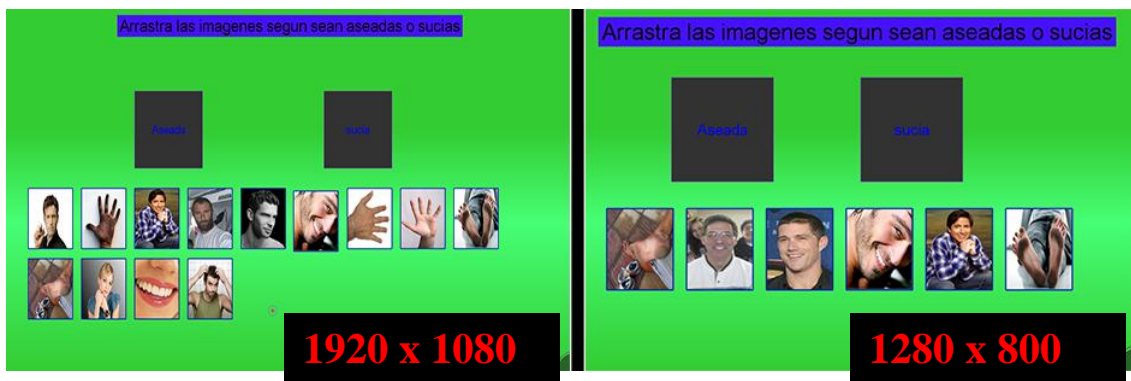 Arrastra las imagenes segun sean aseadas o sucias
Aseada
sucia
1920 x 1080
Arrastra las imagenes segun sean aseadas o sucias
Aseada
sucia
1280 x 800